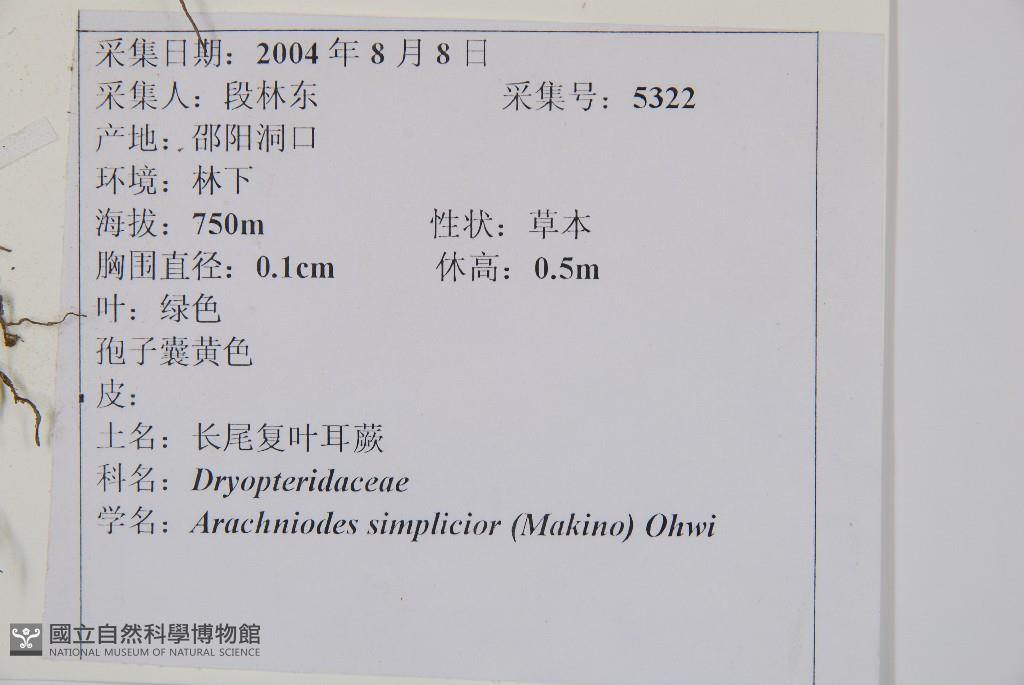 采集日期：2004 年 8 月 8 日
采集人：段林东 采集号：5322
产地：邵阳洞口
环境：林下
海拔：750m 性状：草本
胸围直径：0.1cm 休高：0.5m
叶：绿色
孢子囊黄色
皮：
土名：长尾复叶耳蕨
科名：Dryopteridaceae
学名：Arachniodes simplicior (Makino) Ohwi
國立自然科學博物館
NATIONAL MUSEUM OF NATURAL SCIENCE